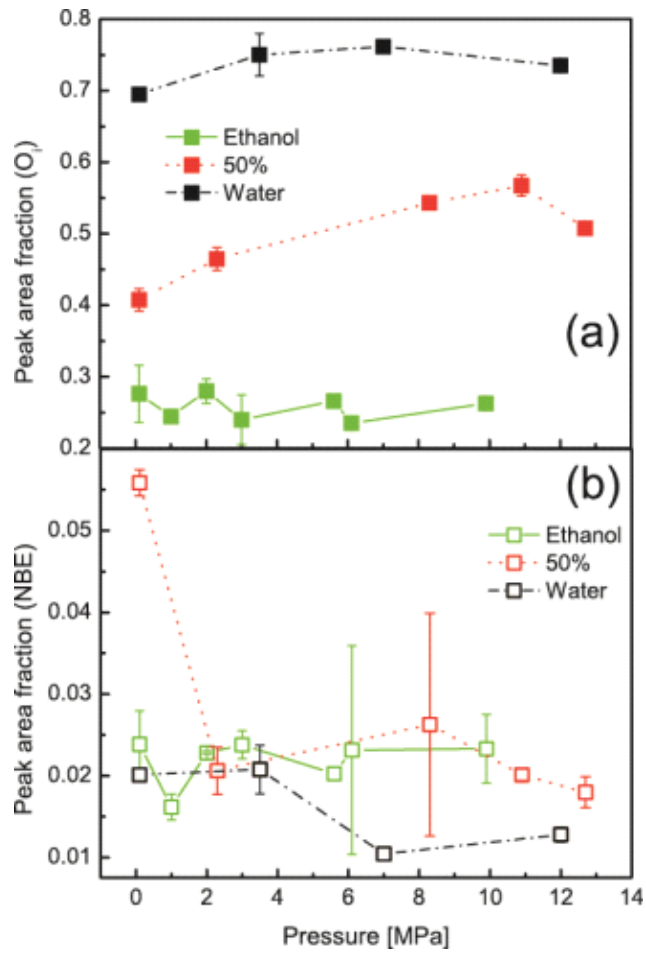 0.8
0.7
0.6
0.5
0.4
0.3
0.2
Peak area fraction (Oᵢ)
Ethanol
50%
Water
(a)
(b)
0.05
0.04
0.03
0.02
0.01
Peak area fraction (NBE)
Ethanol
50%
Water
0 2 4 6 8 10 12 14
Pressure [MPa]